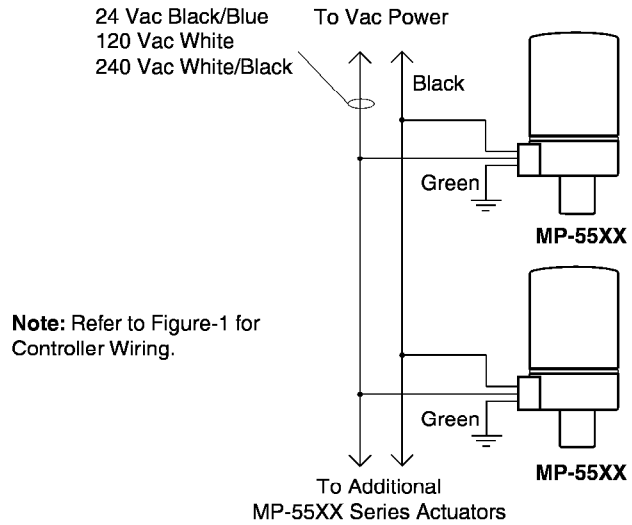 24 Vac Black/Blue
120 Vac White
240 Vac White/Black
To Vac Power
Black
Green
MP-55XX
Note: Refer to Figure-1 for
Controller Wiring.
Green
MP-55XX
To Additional
MP-55XX Series Actuators